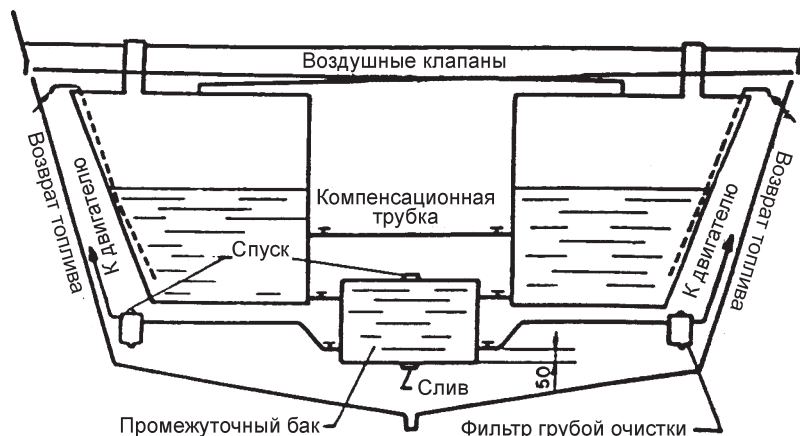 Воздушные клапаны
Возврат топлива
К двигателю
Компенсационная
трубка
К двигателю
Возврат топлива
Спуск
50
Слив
Промежуточный бак
Фильтр грубой очистки